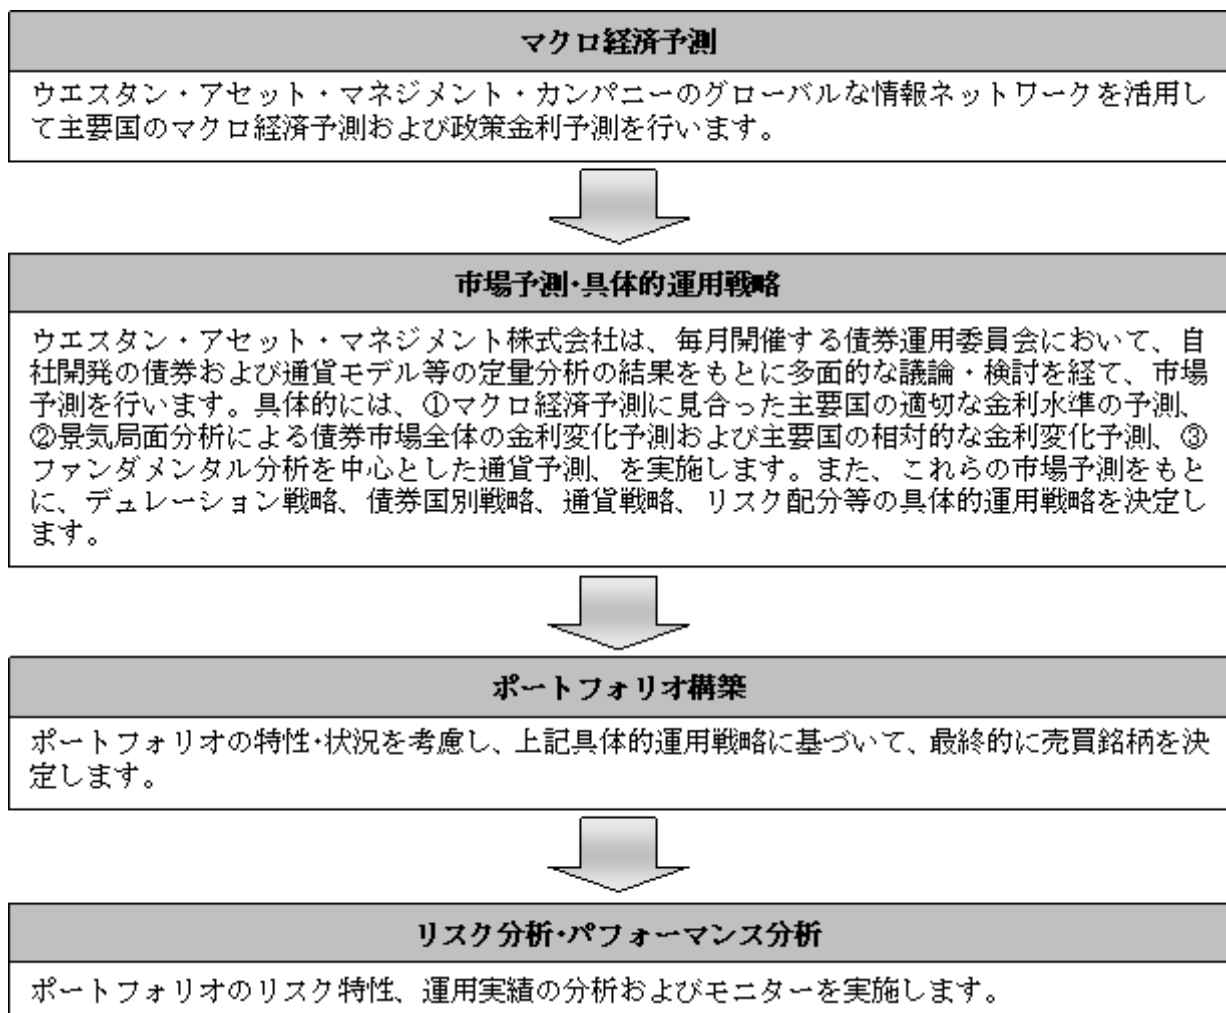 マクロ経済予測
ウエスタン・アセット・マネジメント・カンパニーのグローバルな情報ネットワークを活用し
て主要国のマクロ経済予測および政策金利予測を行います。
市場予測・具体的運用戦略
ウエスタン・アセット・マネジメント株式会社は、毎月開催する債券運用委員会において、自
社開発の債券および通貨モデル等の定量分析の結果をもとに多面的な議論・検討を経て、市場
予測を行います。具体的には、①マクロ経済予測に見合った主要国の適切な金利水準の予測、
②景気局面分析による債券市場全体の金利変化予測および主要国の相対的な金利変化予測、③
ファンダメンタル分析を中心とした通貨予測、を実施します。また、これらの市場予測をもと
に、デュレーション戦略、債券国別戦略、通貨戦略、リスク配分等の具体的運用戦略を決定し
ます。
ポートフォリオ構築
ポートフォリオの特性・状況を考慮し、上記具体的運用戦略に基づいて、最終的に売買銘柄を決
定します。
リスク分析・パフォーマンス分析
ポートフォリオのリスク特性、運用実績の分析およびモニターを実施します。